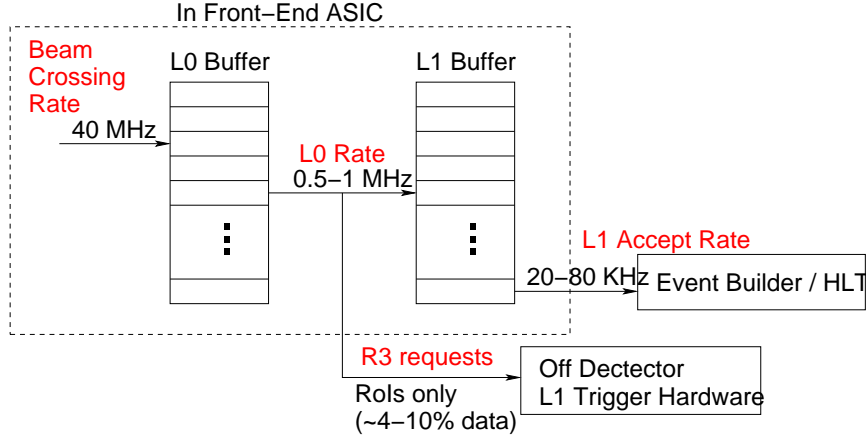 In Front−End ASIC
Beam
Crossing
Rate
L0 Buffer
L1 Buffer
40 MHz
L0 Rate
0.5−1 MHz
L1 Accept Rate
20−80 KHz
Event Builder / HLT
R3 requests
RoIs only
(~4−10% data)
Off Dectector
L1 Trigger Hardware